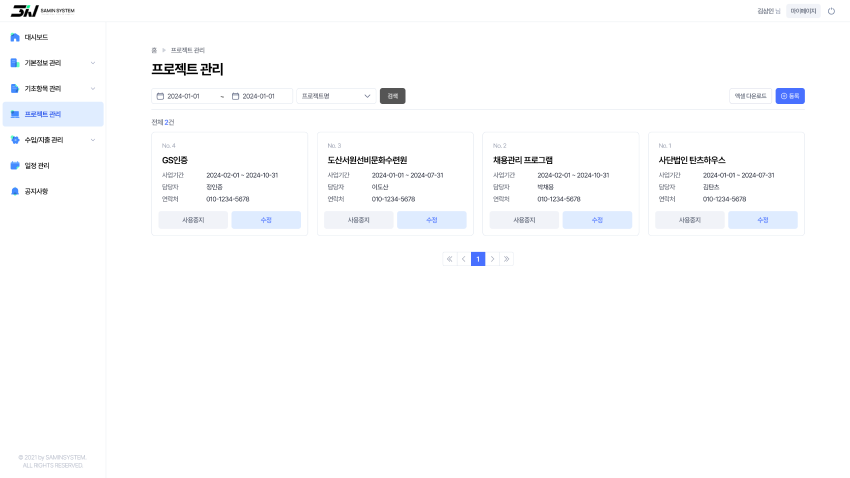 SAMIN SYSTEM
김삼인 님
마이페이지
대시보드
기본정보 관리
기초항목 관리
프로젝트 관리
수입/지출 관리
일정 관리
공지사항
홈
프로젝트 관리
프로젝트 관리
2024-01-01 ~ 2024-01-01
프로젝트명
검색
엑셀 다운로드
등록
전체 2건
No. 4
GS인증
사업기간 2024-02-01 ~ 2024-10-31
담당자 정인증
연락처 010-1234-5678
사용중지
수정
No. 3
도산서원선비문화수련원
사업기간 2024-01-01 ~ 2024-07-31
담당자 이도산
연락처 010-1234-5678
사용중지
수정
No. 2
채용관리 프로그램
사업기간 2024-02-01 ~ 2024-10-31
담당자 박채용
연락처 010-1234-5678
사용중지
수정
No. 1
사단법인 탄츠하우스
사업기간 2024-01-01 ~ 2024-07-31
담당자 김탄츠
연락처 010-1234-5678
사용중지
수정
1
© 2021 by SAMINSYSTEM.
ALL RIGHTS RESERVED.